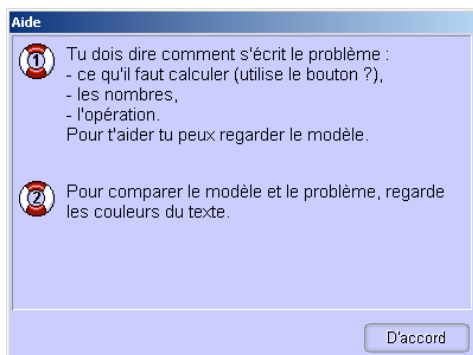 Aide
1 Tu dois dire comment s'écrit le problème :
- ce qu'il faut calculer (utilise le bouton ?),
- les nombres,
- l'opération.
Pour t'aider tu peux regarder le modèle.
2 Pour comparer le modèle et le problème, regarde
les couleurs du texte.
D'accord